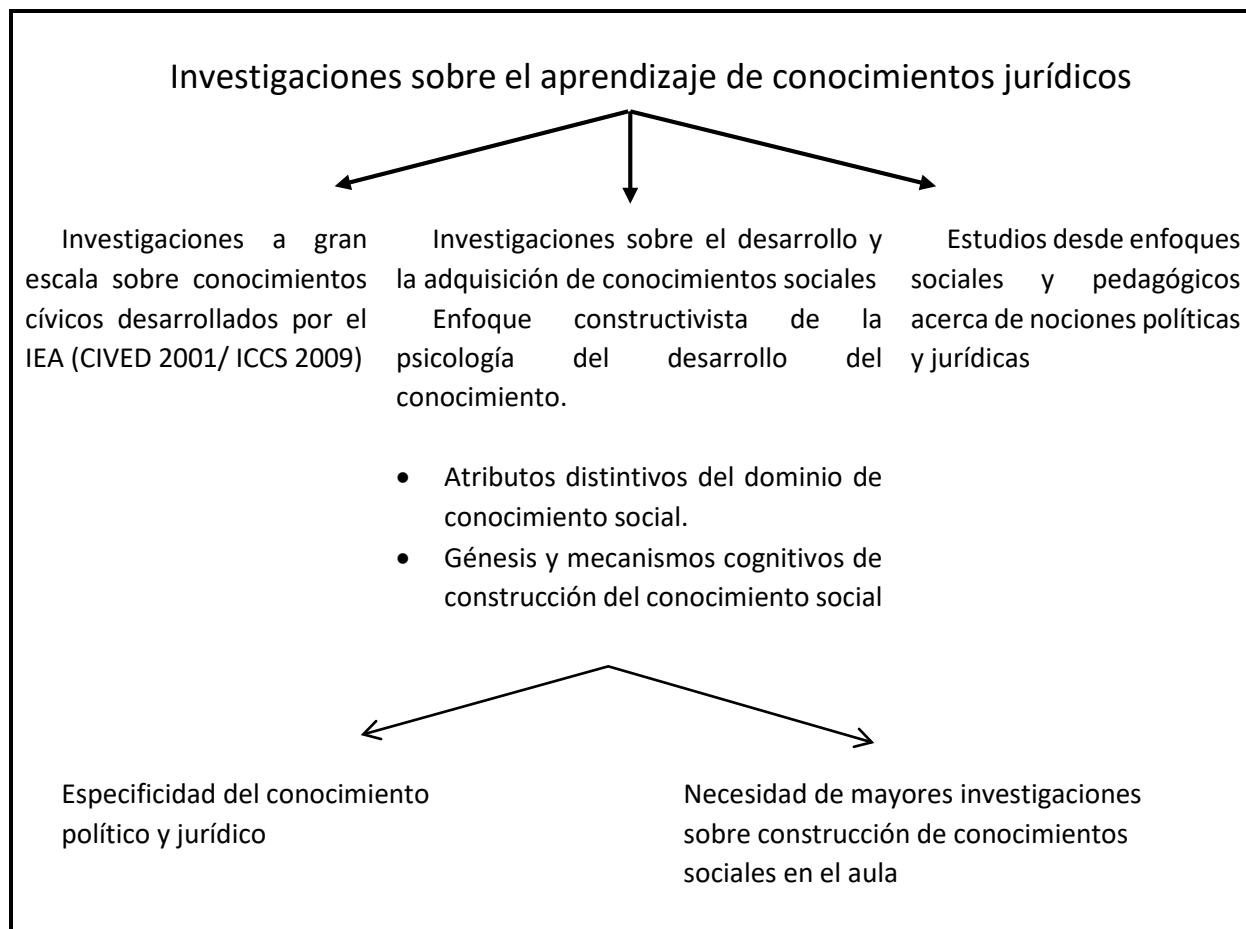 Investigaciones sobre el aprendizaje de conocimientos jurídicos
Investigaciones a gran
escala sobre conocimientos
cívicos desarrollados por el
IEA (CIVED 2001/ ICCS 2009)
Investigaciones sobre el desarrollo y
la adquisición de conocimientos sociales
Enfoque constructivista de la
psicología del desarrollo del
conocimiento.
• Atributos distintivos del dominio de
conocimiento social.
• Génesis y mecanismos cognitivos de
construcción del conocimiento social
Estudios desde enfoques
sociales y pedagógicos
acerca de nociones políticas
y jurídicas
Especificidad del conocimiento
político y jurídico
Necesidad de mayores investigaciones
sobre construcción de conocimientos
sociales en el aula